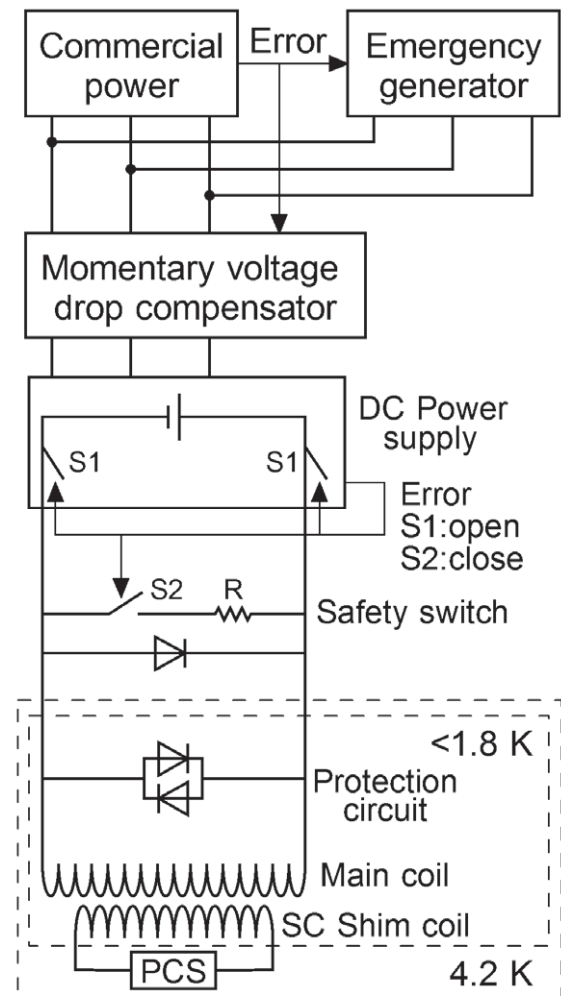 Commercial
power
Error
Emergency
generator
Momentary voltage
drop compensator
DC Power
supply
S1
S1
Error
S1:open
S2:close
S2
R
Safety switch
<1.8 K
Protection
circuit
Main coil
SC Shim coil
PCS
4.2 K